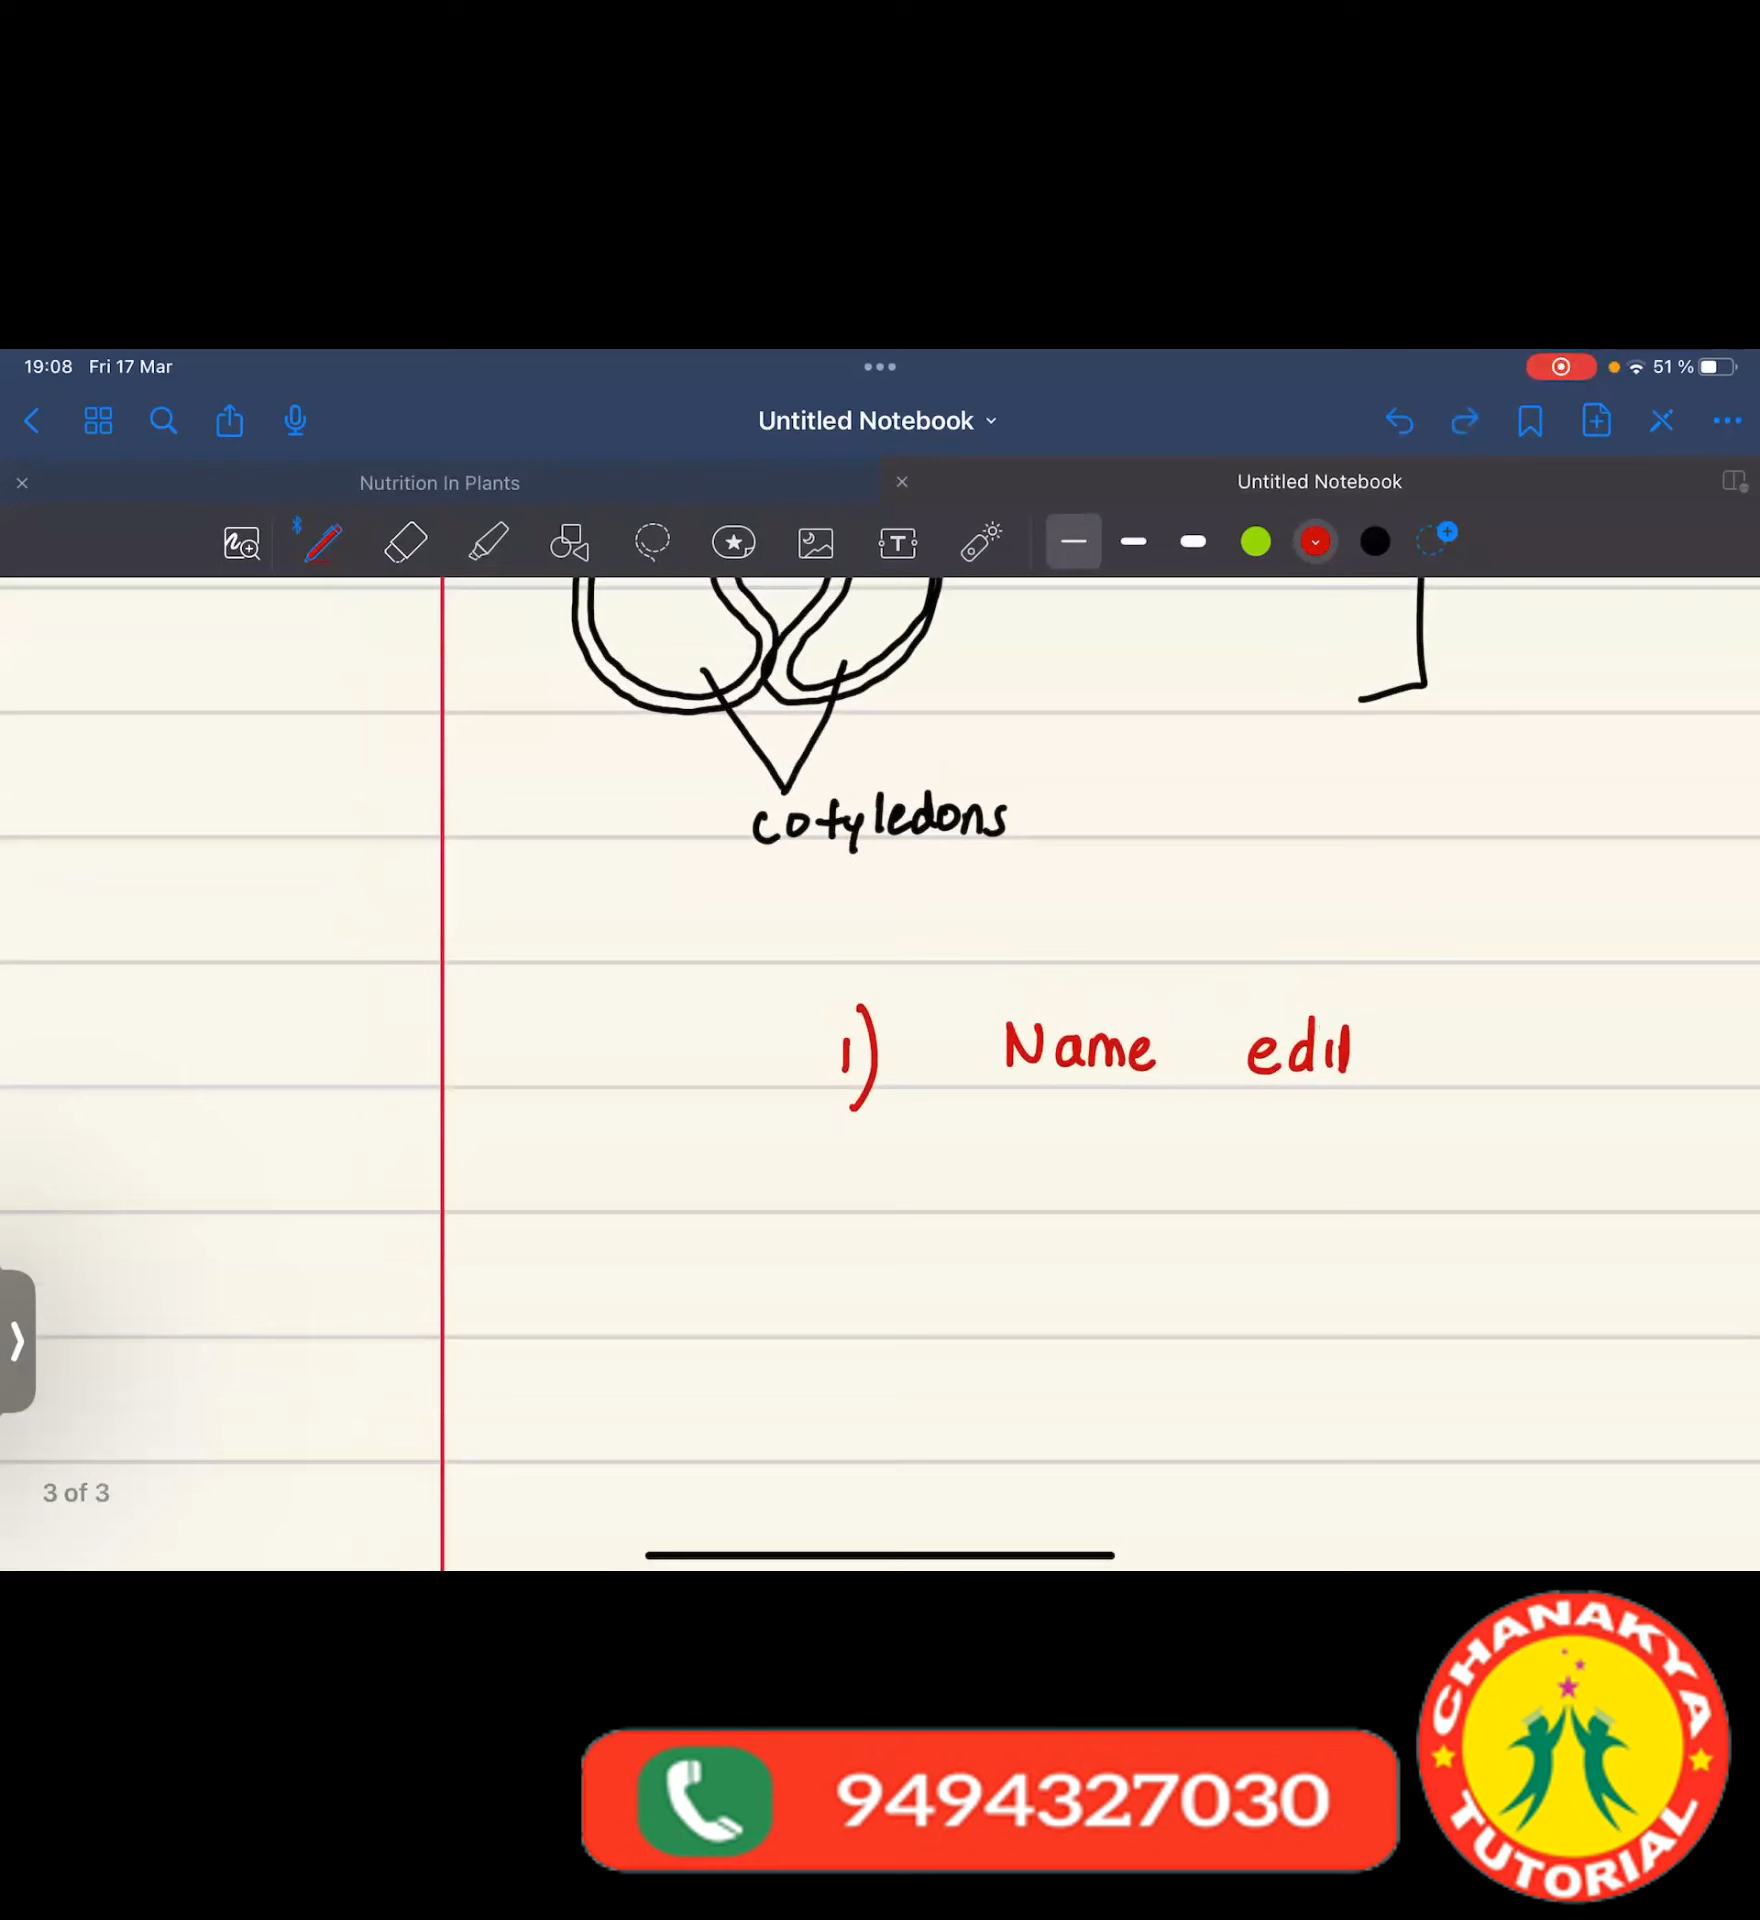 19:08 Fri 17 Mar
51 %
Untitled Notebook
Nutrition In Plants
Untitled Notebook
T
cotyledons
1) Name edil
3 of 3
9494327030
CHANAKYA
TUTORIAL